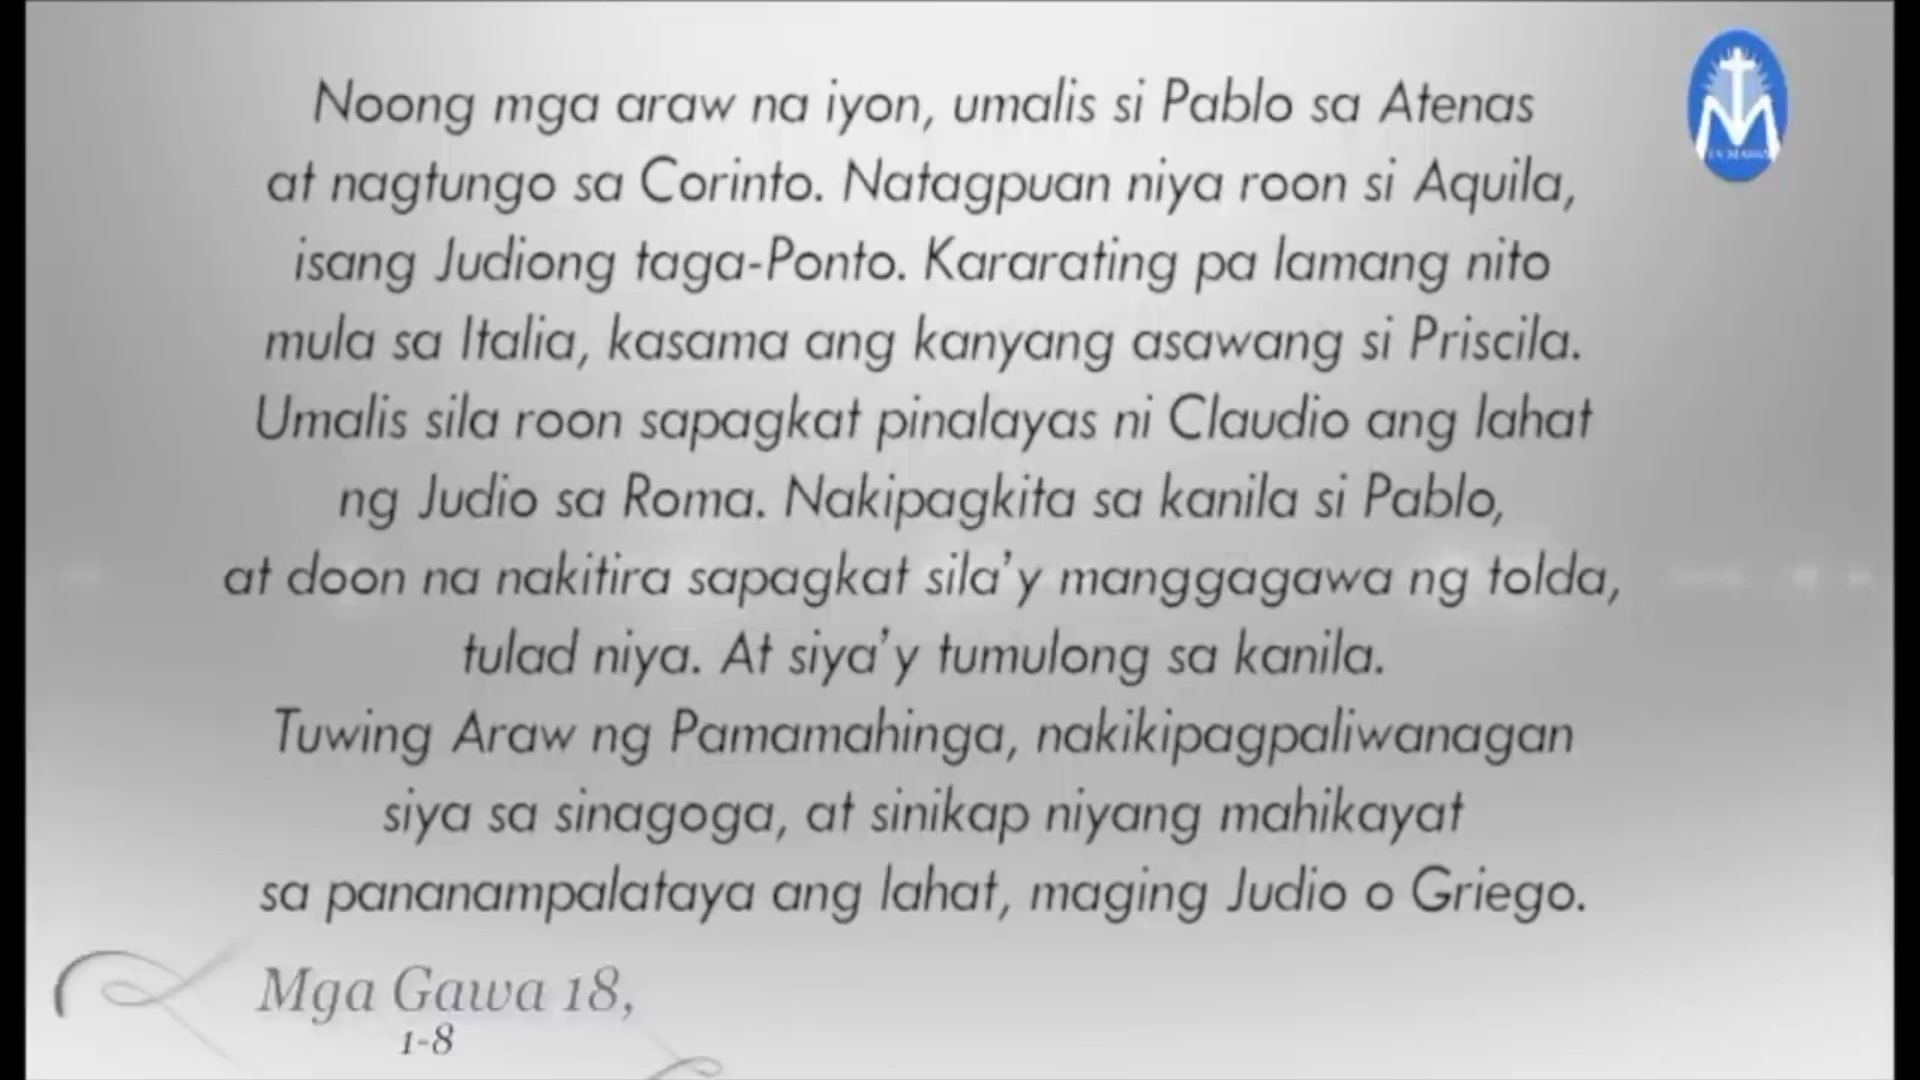 Noong mga araw na iyon, umalis si Pablo sa Atenas
at nagtungo sa Corinto. Natagpuan niya roon si Aquila,
isang Judiong taga-Ponto. Kararating pa lamang nito
mula sa Italia, kasama ang kanyang asawang si Priscila.
Umalis sila roon sapagkat pinalayas ni Claudio ang lahat
ng Judio sa Roma. Nakipagkita sa kanila si Pablo,
at doon na nakitira sapagkat sila’y manggagawa ng tolda,
tulad niya. At siya’y tumulong sa kanila.
Tuwing Araw ng Pamamahinga, nakikipagpaliwanagan
siya sa sinagoga, at sinikap niyang mahikayat
sa pananampalataya ang lahat, maging Judio o Griego.
Mga Gawa 18,
1-8